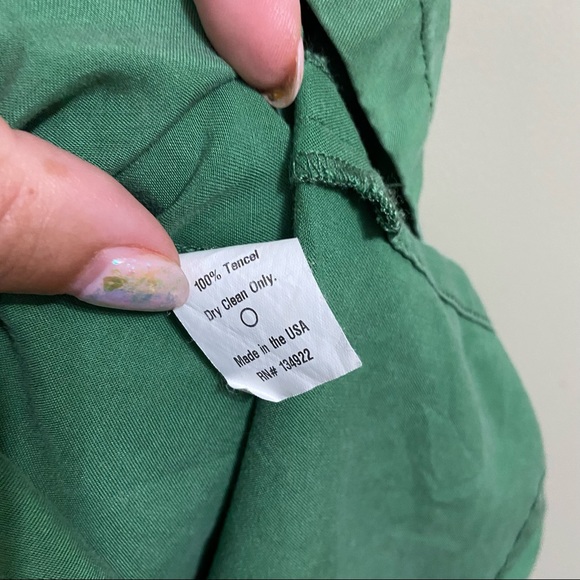 100% Tencel
Dry Clean Only.
Made in the USA
RN# 134922